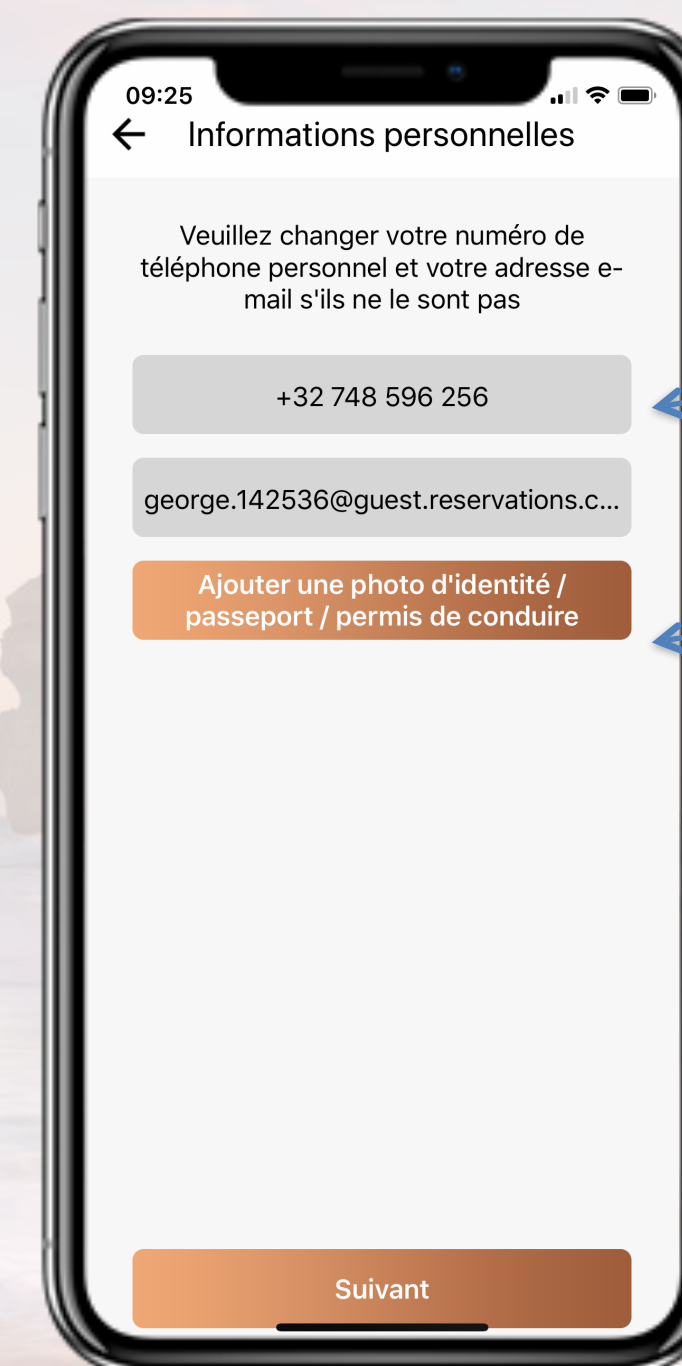 09:25
Informations personnelles
Veuillez changer votre numéro de
téléphone personnel et votre adresse e-
mail s'ils ne le sont pas
+32 748 596 256
george.142536@guest.reservations.c...
Ajouter une photo d'identité /
passeport / permis de conduire
Suivant